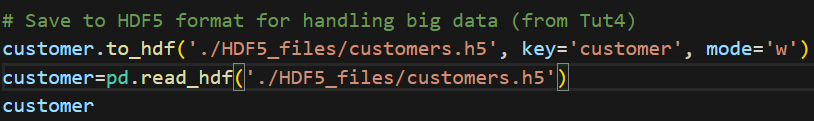 # Save to HDF5 format for handling big data (from Tut4)
customer.to_hdf('./HDF5_files/customers.h5', key='customer', mode='w')
customer=pd.read_hdf('./HDF5_files/customers.h5')
customer